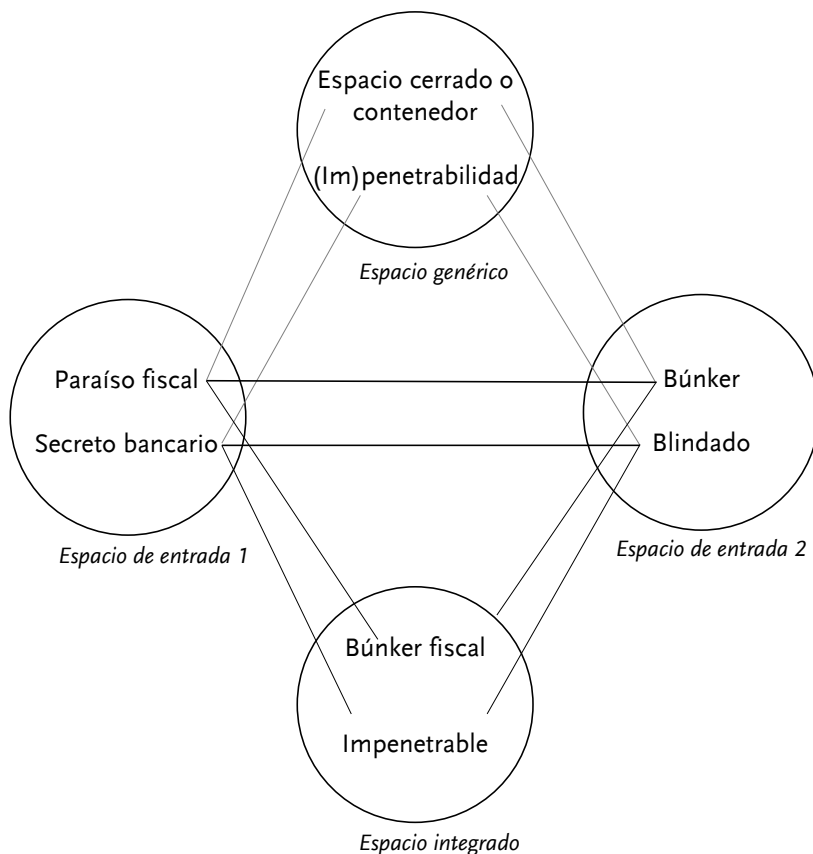 Espacio cerrado o
contenedor
(Im)penetrabilidad
Espacio genérico
Paraíso fiscal
Secreto bancario
Espacio de entrada 1
Búnker
Blindado
Espacio de entrada 2
Búnker fiscal
Impenetrable
Espacio integrado